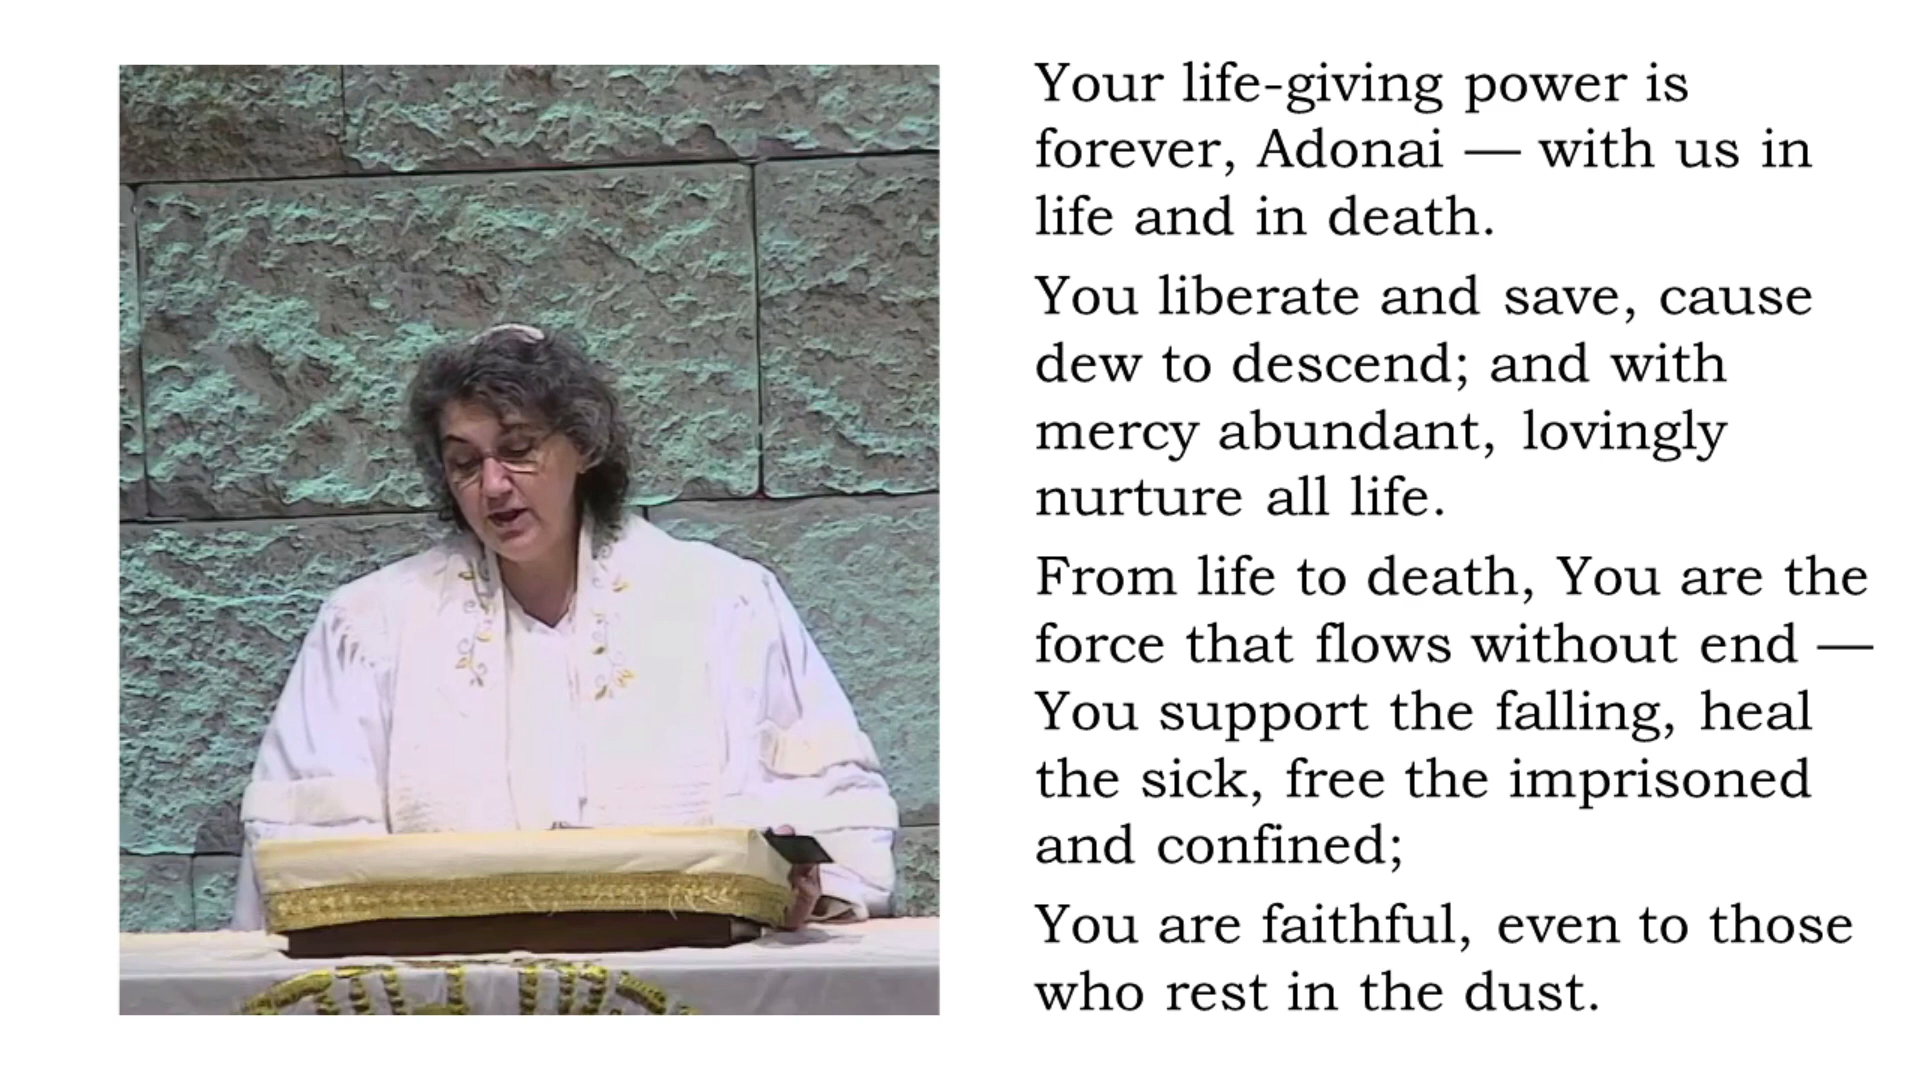 Your life-giving power is
forever, Adonai — with us in
life and in death.
You liberate and save, cause
dew to descend; and with
mercy abundant, lovingly
nurture all life.
From life to death, You are the
force that flows without end —
You support the falling, heal
the sick, free the imprisoned
and confined;
You are faithful, even to those
who rest in the dust.